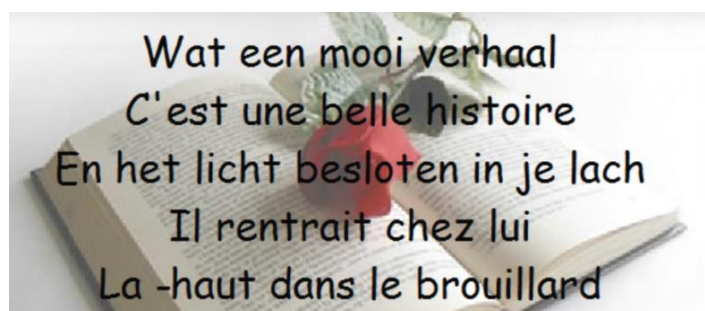 Wat een mooi verhaal
C'est une belle histoire
En het licht besloten in je lach
Il rentrait chez lui
La -haut dans le brouillard